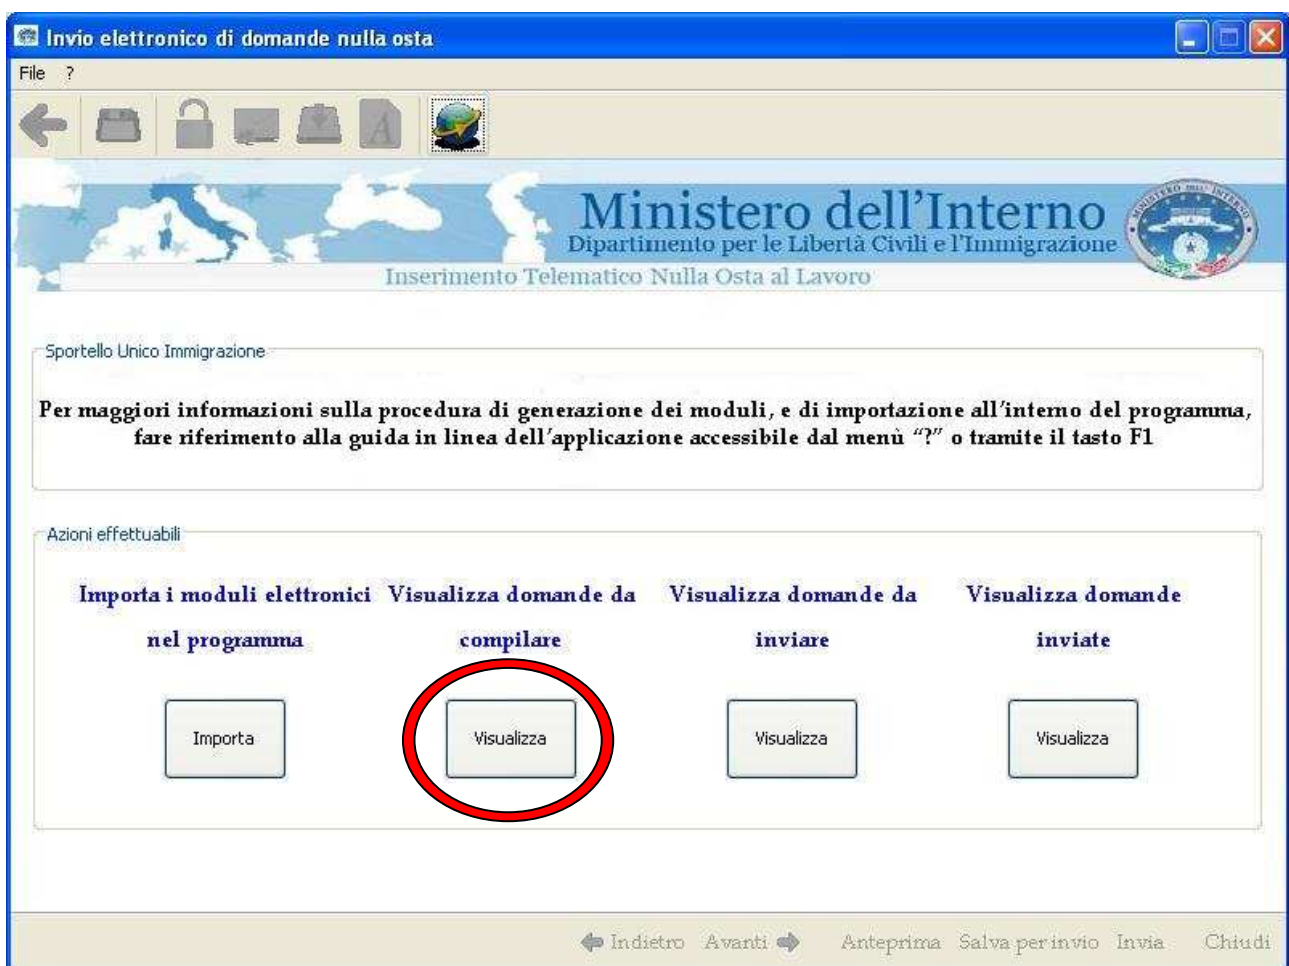 Invio elettronico di domande nulla osta
File ?
Ministero dell'Interno
Dipartimento per le Libertà Civili e l'Immigrazione
Inserimento Telematico Nulla Osta al Lavoro
Sportello Unico Immigrazione
Per maggiori informazioni sulla procedura di generazione dei moduli, e di importazione all'interno del programma,
fare riferimento alla guida in linea dell'applicazione accessibile dal menù “?” o tramite il tasto F1
Azioni effettuabili
Importa i moduli elettronici Visualizza domande da Visualizza domande da Visualizza domande
nel programma compilare inviare inviate
Importa Visualizza Visualizza Visualizza
Indietro Avanti Anteprima Salva per invio Invia Chiudi